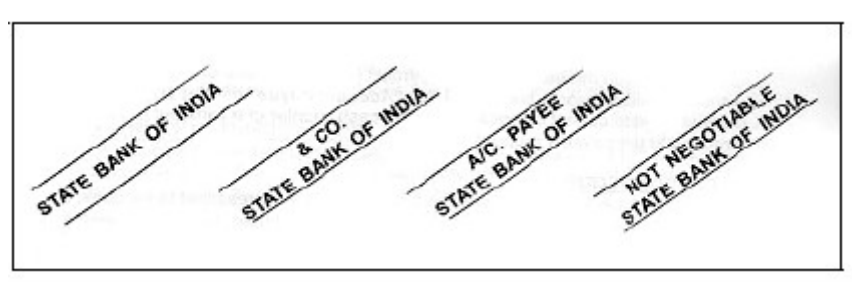 STATE BANK OF INDIA
& CO.
STATE BANK OF INDIA
A/C. PAYEE
STATE BANK OF INDIA
NOT NEGOTIABLE
STATE BANK OF INDIA